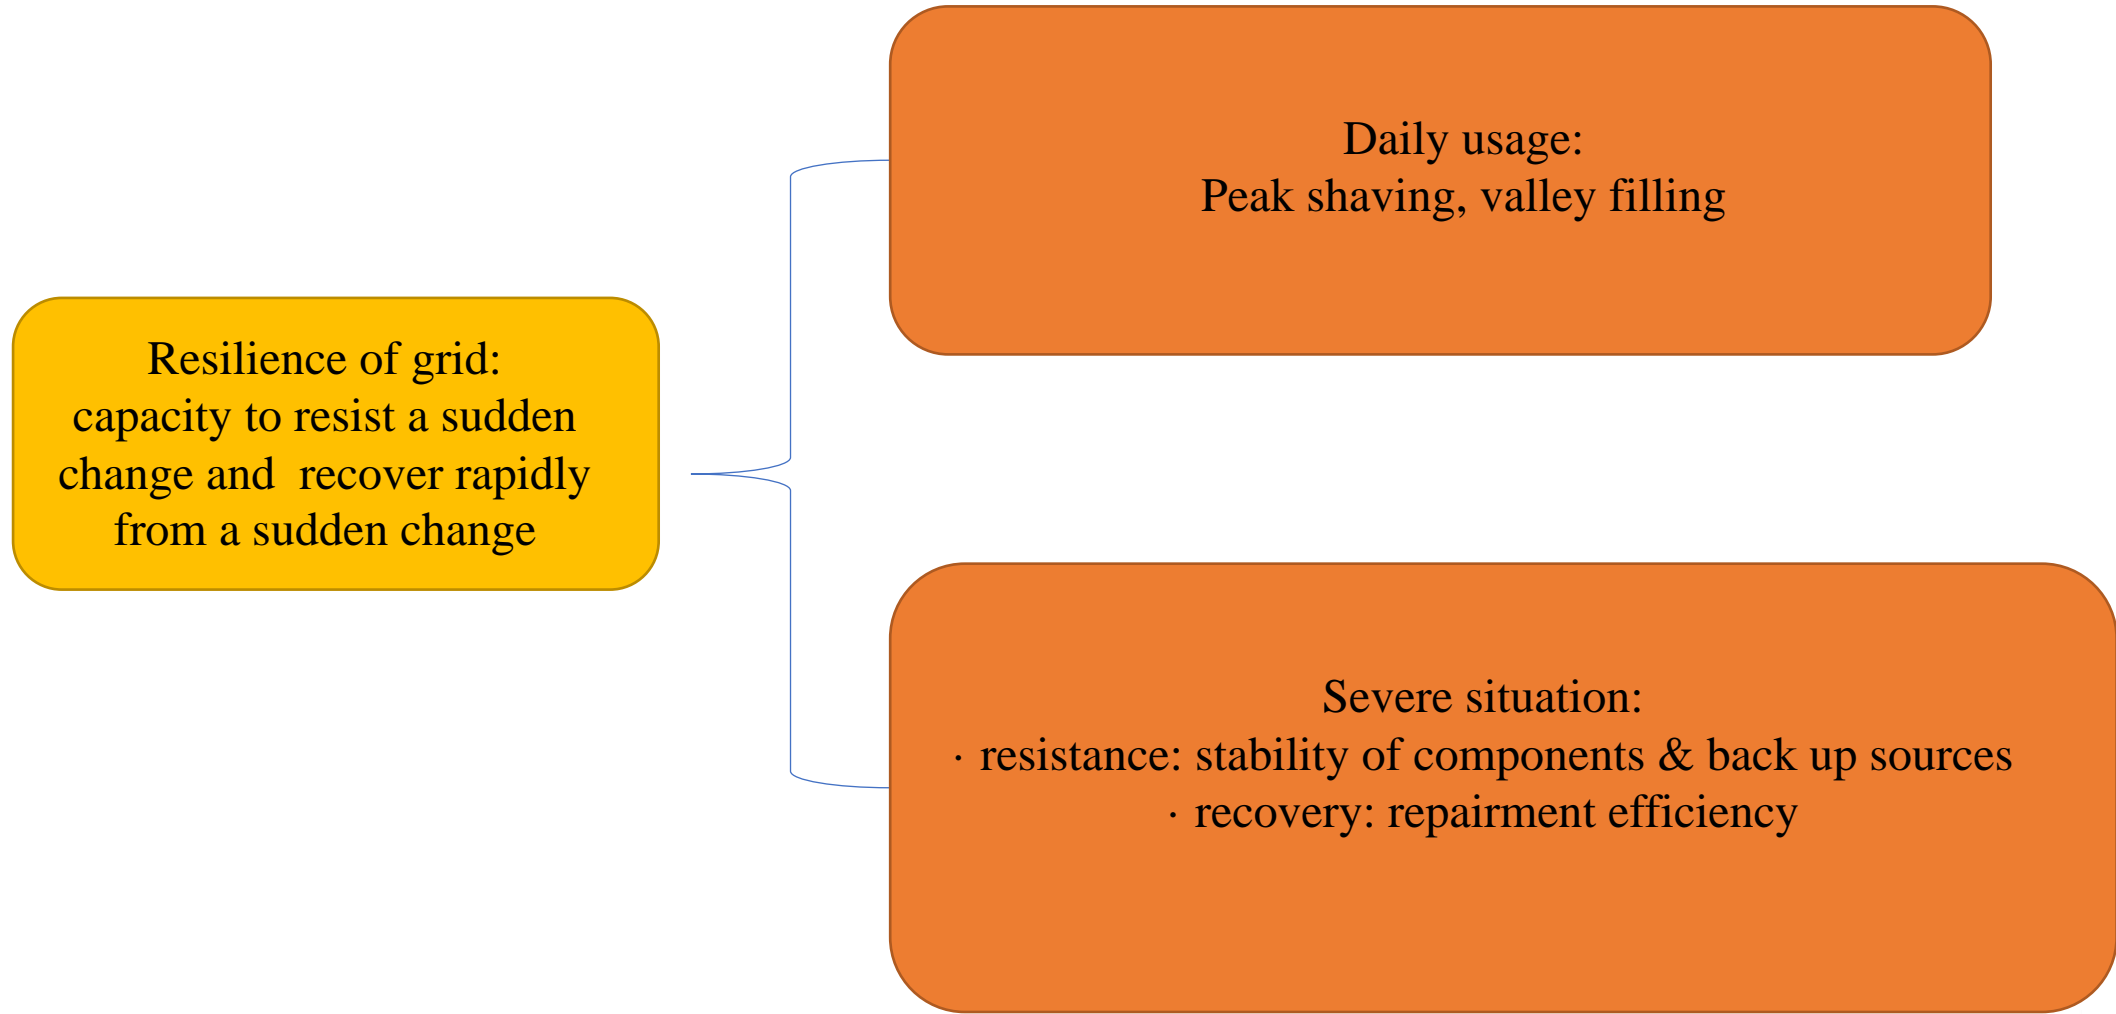 Resilience of grid:
capacity to resist a sudden
change and  recover rapidly
from a sudden change
Daily usage:
Peak shaving, valley filling
Severe situation:
· resistance: stability of components & back up sources
· recovery: repairment efficiency